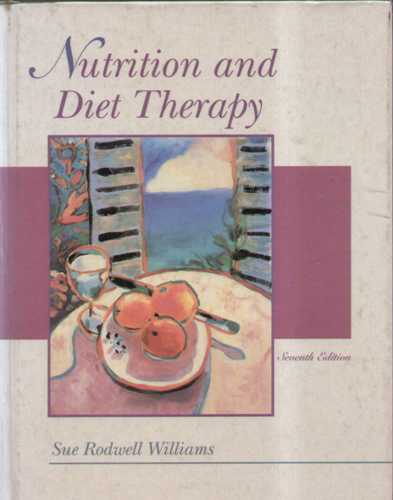 Nutrition and
Diet Therapy
Seventh Edition
Sue Rodwell Williams